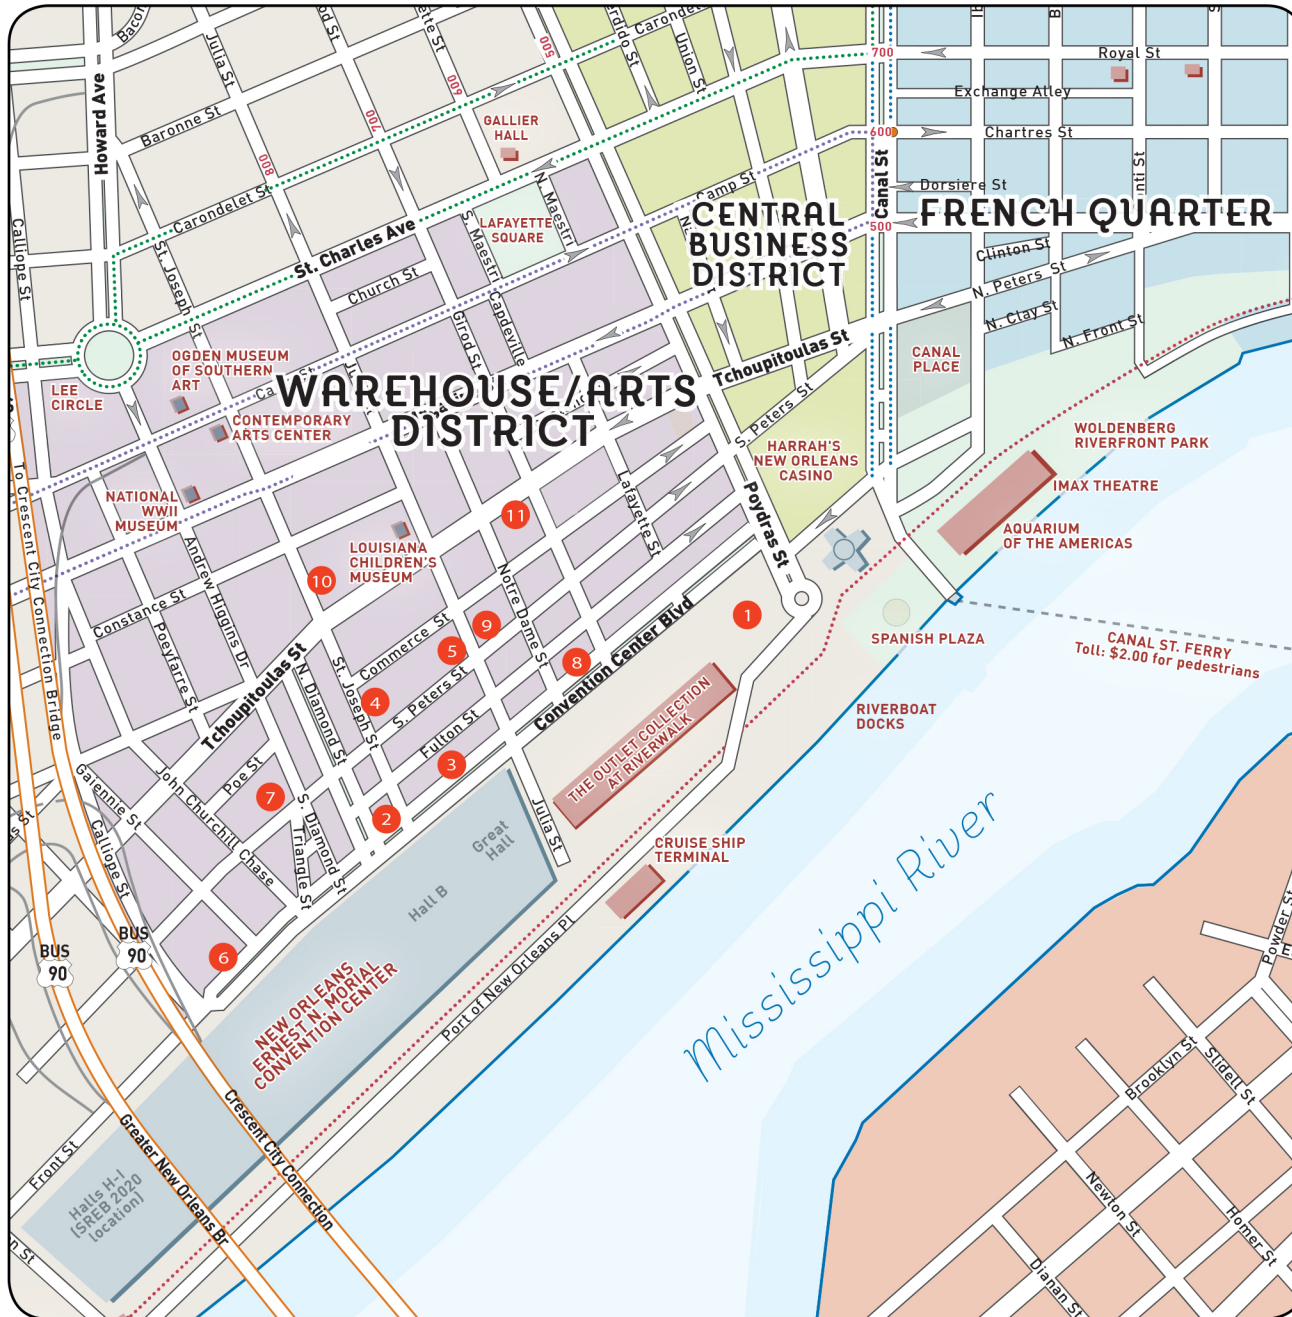 Howard Ave
Julia St
Baronne St
Carondelet St
800
700
600
500
Union St
700
Royal St
Exchange Alley
600
Chartres St
Dorsiere St
Canal St
500
FRENCH QUARTER
Clinton St
N. Peters St
N. Clay St
N. Front St
GALLIER
HALL
N. Maestri
S. Maestri
LAFAYETTE
SQUARE
Camp St
CENTRAL
BUSINESS
DISTRICT
Calliope St
St. Joseph St
St. Charles Ave
Church St
Capdeville
Girod St
Tchoupitoulas St
CANAL
PLACE
LEE
CIRCLE
OGDEN MUSEUM
OF SOUTHERN
ART
CONTEMPORARY
ARTS CENTER
WAREHOUSE/ARTS
DISTRICT
S. Peters St
HARRAH'S
NEW ORLEANS
CASINO
WOLDENBERG
RIVERFRONT PARK
IMAX THEATRE
AQUARIUM
OF THE AMERICAS
NATIONAL
WWII
MUSEUM
To Crescent City Connection Bridge
LOUISIANA
CHILDREN'S
MUSEUM
Lafayette St
Poydras St
11
10
Notre Dame St
Andrew Higgins Dr
Constance St
Poeyfarre St
Commerce St
9
5
8
1
4
Convention Center Blvd
SPANISH PLAZA
CANAL ST. FERRY
Toll: $2.00 for pedestrians
RIVERBOAT
DOCKS
Tchoupitoulas St
N. Diamond St
St. Joseph St
S. Peters St
Fulton St
3
THE OUTLET COLLECTION
AT RIVERWALK
Gaiennie St
John Churchill Chase
Poe St
7
2
S. Diamond St
Triangle St
Calliope St
Julia St
Great
Hall
Hall B
CRUISE SHIP
TERMINAL
Mississippi River
BUS
90
BUS
90
6
NEW ORLEANS
ERNEST N. MORIAL
CONVENTION CENTER
Port of New Orleans Pl
Crescent City Connection
Greater New Orleans Br
Front St
Halls H-I
(SREB 2020
location)
Powder St
Brooklyn St
Slidell St
Newton St
Homer St
Diana St